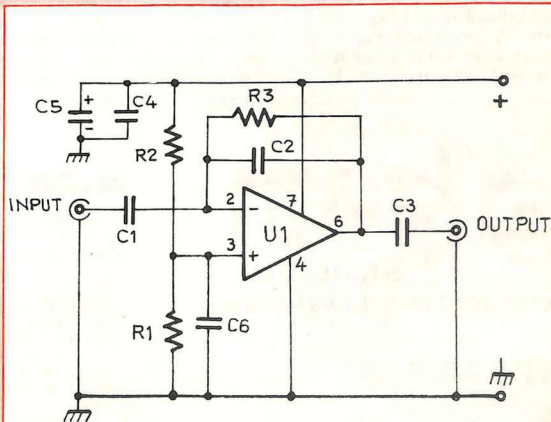 C5
+
-
C4
R2
R3
C2
+
INPUT
C1
2
-
7
U1
6
C3
OUTPUT
3
+
4
R1
C6